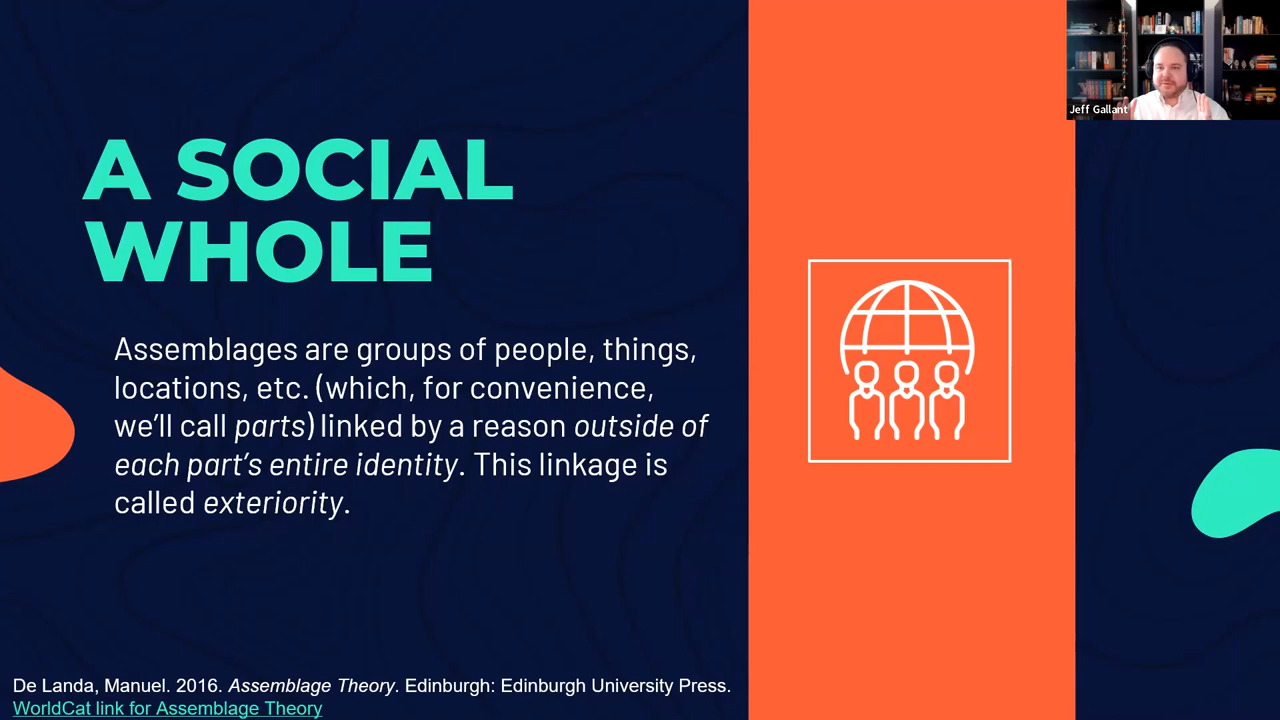 A SOCIAL
WHOLE
Assemblages are groups of people, things,
locations, etc. (which, for convenience,
we'll call parts) linked by a reason outside of
each part's entire identity. This linkage is
called exteriority.
De Landa, Manuel. 2016. Assemblage Theory. Edinburgh: Edinburgh University Press.
WorldCat link for Assemblage Theory
Jeff Gallant